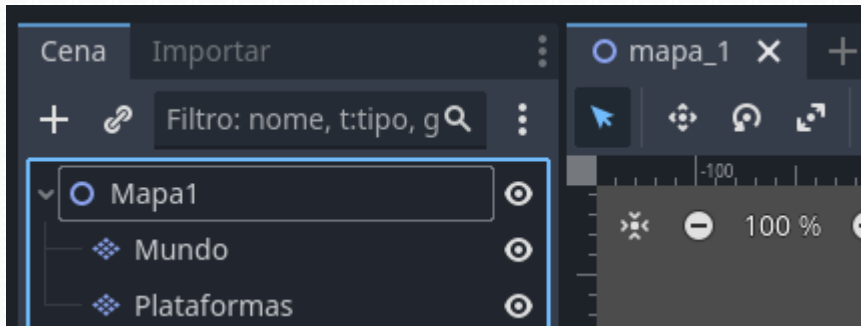 Cena Importar
mapa_1
Filtro: nome, t:tipo, g
-100
Mapa1
100 %
Mundo
Plataformas